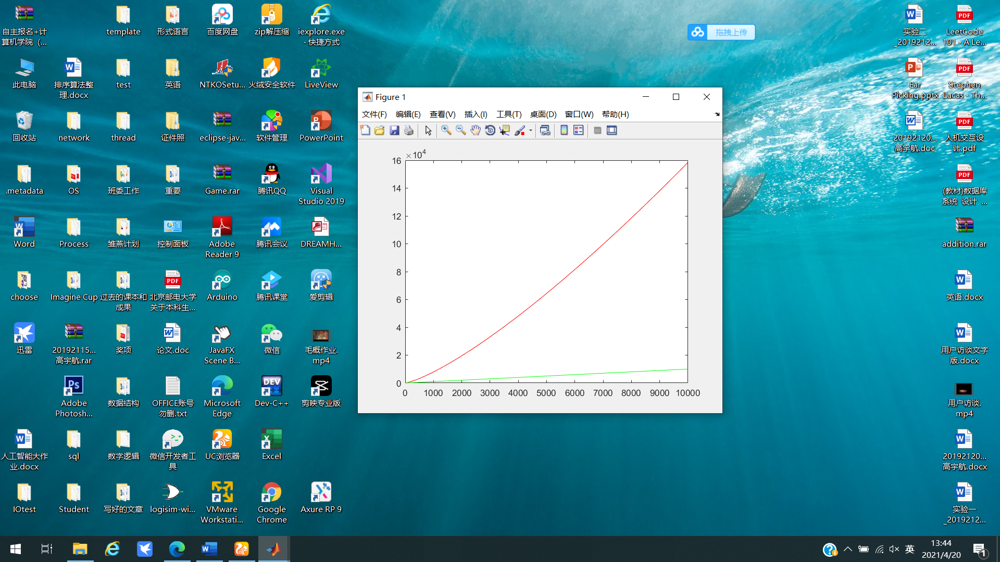 自主报名+计
算机学院（...
template
形式语言
百度网盘
zip解压缩
iexplore.exe
- 快捷方式
此电脑
排序算法整
理.docx
test
英语
NTKOSetu...
火绒安全软件
LiveView
回收站
network
thread
证件照
eclipse-jav...
软件管理
PowerPoint
.metadata
OS
班委工作
重要
Game.rar
腾讯QQ
Visual
Studio 2019
Word
Process
雏燕计划
控制面板
Adobe
Reader 9
腾讯会议
DREAMH...
choose
Imagine Cup
过去的课本和
成果
北京邮电大学
关于本科生...
Arduino
腾讯课堂
爱剪辑
迅雷
20192115...
高宇航.rar
奖项
论文.doc
JavaFX
Scene B...
微信
毛概作业.
mp4
Adobe
Photosh...
数据结构
OFFICE账号
勿删.txt
Microsoft
Edge
Dev-C++
剪映专业版
人工智能大作
业.docx
sql
数字逻辑
微信开发者工
具
UC浏览器
Excel
IOtest
Student
写好的文章
logisim-wi...
VMware
Workstati...
Google
Chrome
Axure RP 9
拖拽上传
Figure 1
文件(F) 编辑(E) 查看(V) 插入(I) 工具(T) 桌面(D) 窗口(W) 帮助(H)
×10^4
16
14
12
10
8
6
4
2
0
0 1000 2000 3000 4000 5000 6000 7000 8000 9000 10000
实验二
_2019212...
LeetCode
101 - A Le...
Ear
Picking.pptx
Stephen
Lucas - Th...
20192120...
高宇航.doc
人机交互设
计.pdf
(教材)数据库
系统 设计 ...
addition.rar
英语.docx
用户访谈文字
版.docx
用户访谈.
mp4
20192120...
高宇航.docx
实验一
_2019212...
英
13:44
2021/4/20
1